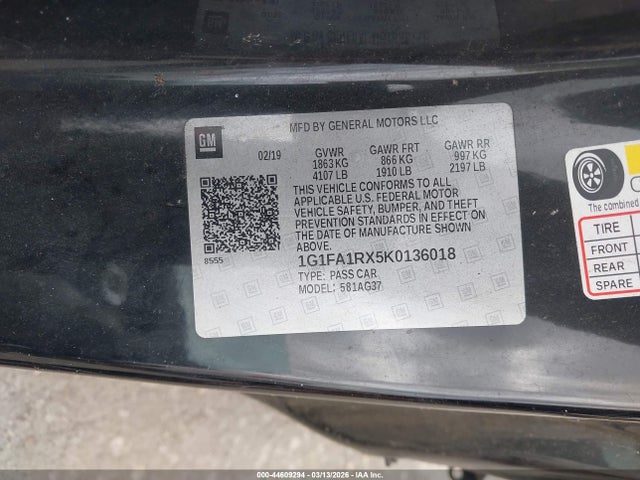 MFD BY GENERAL MOTORS LLC
GM
02/19
GVWR GAWR FRT GAWR RR
1863 KG 866 KG 997 KG
4107 LB 1910 LB 2197 LB
THIS VEHICLE CONFORMS TO ALL
APPLICABLE U.S. FEDERAL MOTOR
VEHICLE SAFETY, BUMPER, AND THEFT
PREVENTION STANDARDS IN EFFECT ON
THE DATE OF MANUFACTURE SHOWN
ABOVE.
8555
1G1FA1RX5K0136018
TYPE: PASS CAR
MODEL: 581AG37
The combined
TIRE
FRONT
REAR
SPARE
000-44609294 - 03/13/2026 - IAAI.COM